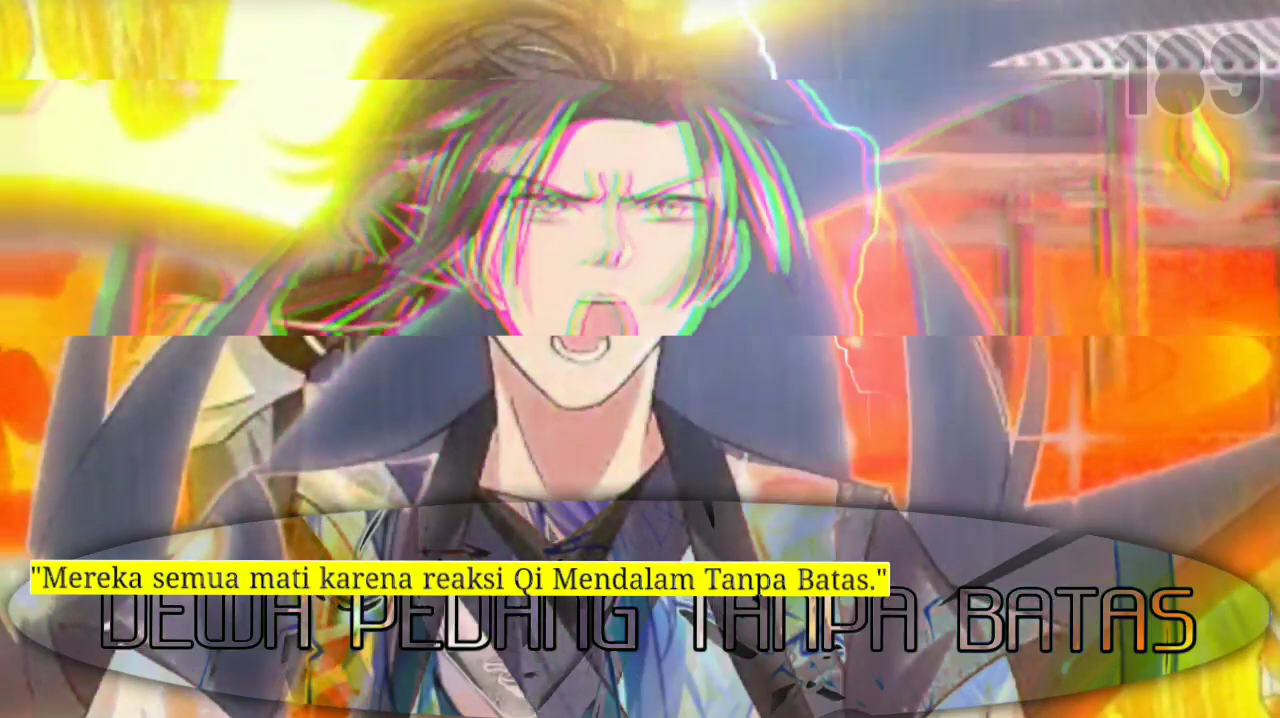 189
"Mereka semua mati karena reaksi Qi Mendalam Tanpa Batas."
DEWA PEDANG TANPA BATAS